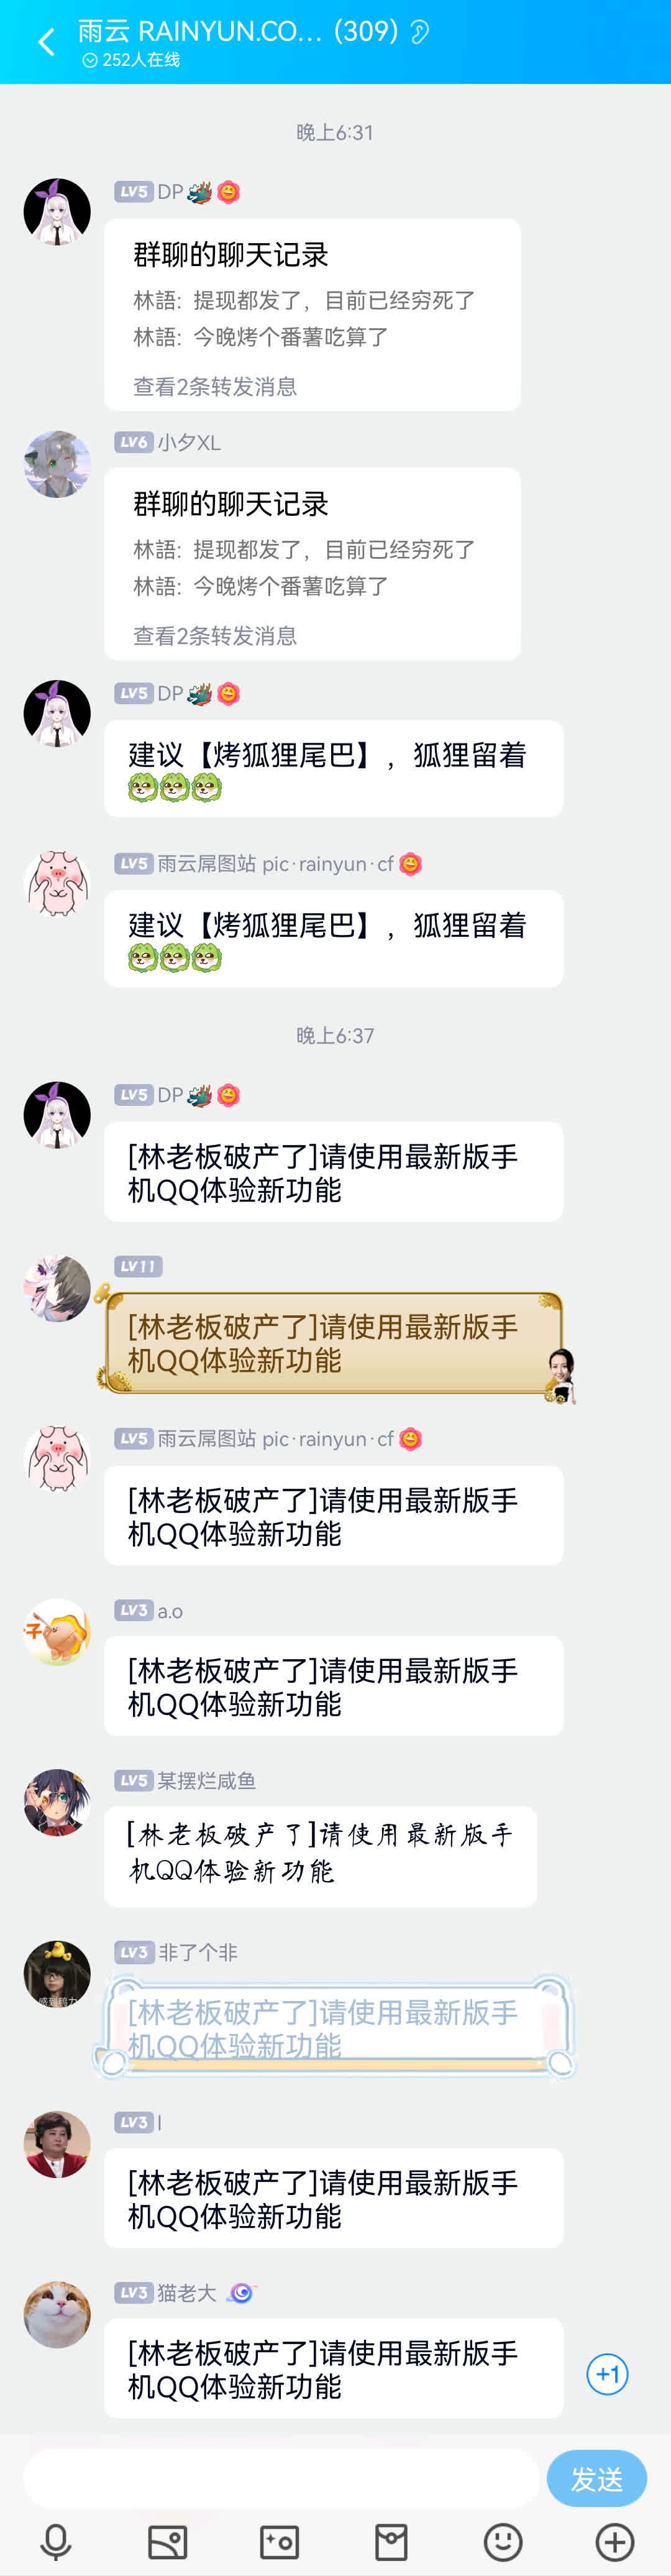 雨云 RAINYUN.CO... (309)
252人在线
晚上6:31
LV5 DP
群聊的聊天记录
林語: 提现都发了，目前已经穷死了
林語: 今晚烤个番薯吃算了
查看2条转发消息
LV6 小夕XL
群聊的聊天记录
林語: 提现都发了，目前已经穷死了
林語: 今晚烤个番薯吃算了
查看2条转发消息
LV5 DP
建议【烤狐狸尾巴】，狐狸留着
LV5 雨云屌图站 pic·rainyun·cf
建议【烤狐狸尾巴】，狐狸留着
晚上6:37
LV5 DP
[林老板破产了]请使用最新版手
机QQ体验新功能
LV11
[林老板破产了]请使用最新版手
机QQ体验新功能
LV5 雨云屌图站 pic·rainyun·cf
[林老板破产了]请使用最新版手
机QQ体验新功能
子
LV3 a.o
[林老板破产了]请使用最新版手
机QQ体验新功能
LV5 某摆烂咸鱼
[林老板破产了]请使用最新版手
机QQ体验新功能
LV3 非了个非
[林老板破产了]请使用最新版手
机QQ体验新功能
LV3 l
[林老板破产了]请使用最新版手
机QQ体验新功能
LV3 猫老大
[林老板破产了]请使用最新版手
机QQ体验新功能
+1
发送